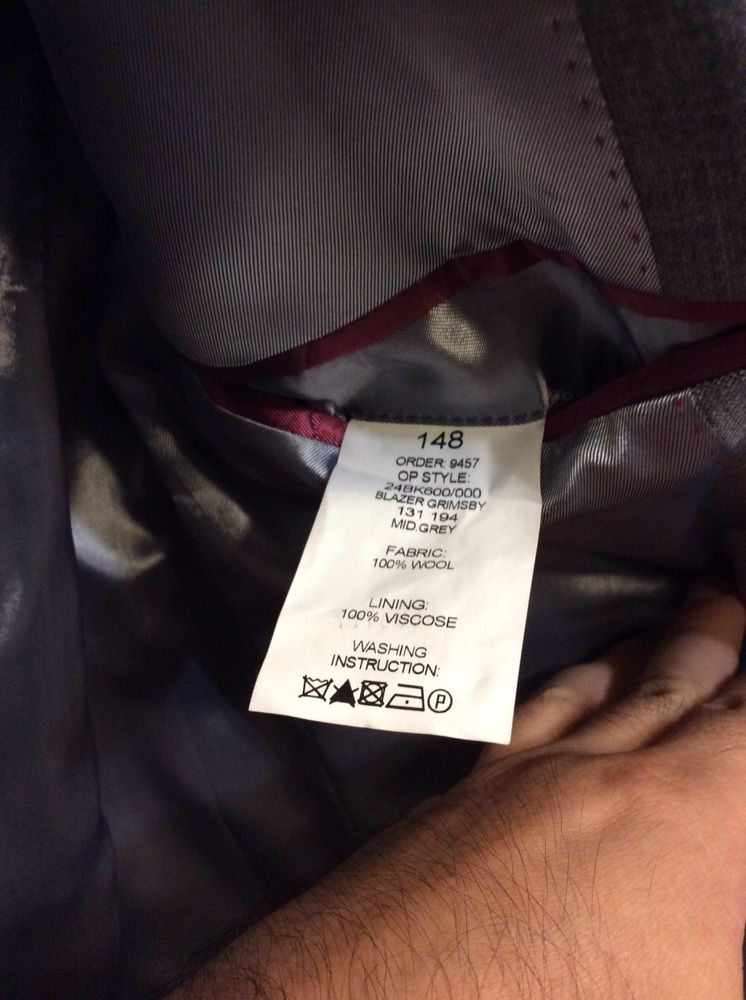 148
ORDER: 9457
OP STYLE:
24BK600/000
BLAZER GRIMSBY
131 194
MID.GREY
FABRIC:
100% WOOL
LINING:
100% VISCOSE
WASHING
INSTRUCTION:
P